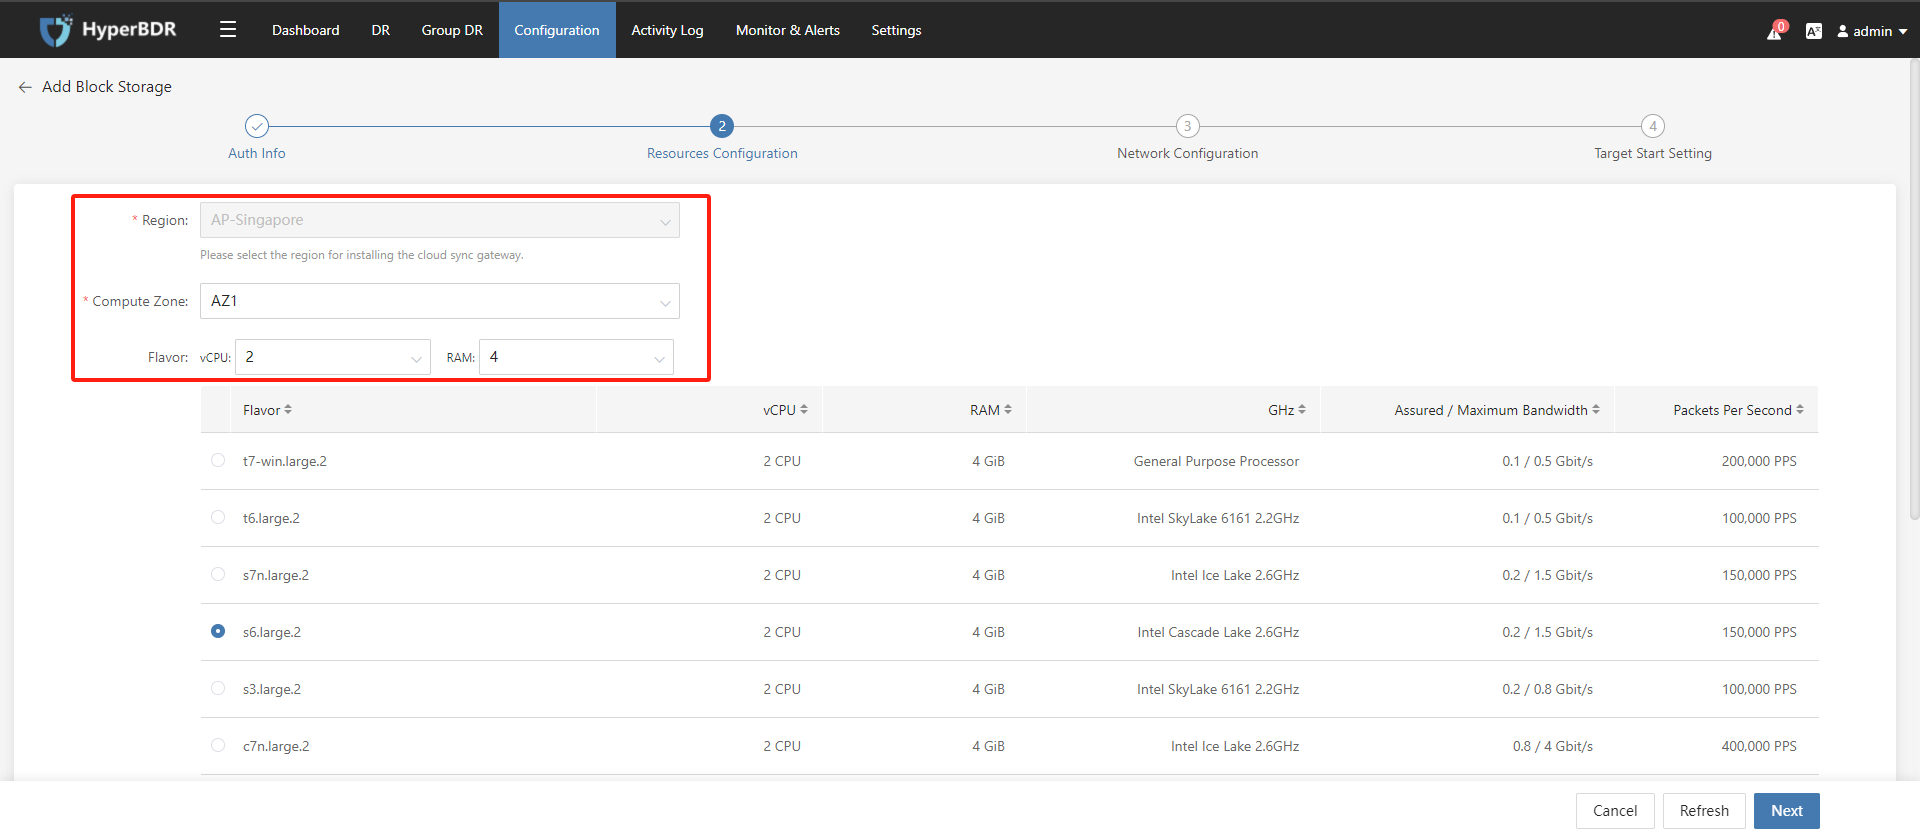 HyperBDR
Dashboard DR Group DR Configuration Activity Log Monitor & Alerts Settings 0 admin
Add Block Storage
2 3 4
Auth Info Resources Configuration Network Configuration Target Start Setting
* Region: AP-Singapore
Please select the region for installing the cloud sync gateway.
* Compute Zone: AZ1
Flavor: vCPU: 2 RAM: 4
Flavor vCPU RAM GHz Assured / Maximum Bandwidth Packets Per Second
t7-win.large.2 2 CPU 4 GiB General Purpose Processor 0.1 / 0.5 Gbit/s 200,000 PPS
t6.large.2 2 CPU 4 GiB Intel SkyLake 6161 2.2GHz 0.1 / 0.5 Gbit/s 100,000 PPS
s7n.large.2 2 CPU 4 GiB Intel Ice Lake 2.6GHz 0.2 / 1.5 Gbit/s 150,000 PPS
s6.large.2 2 CPU 4 GiB Intel Cascade Lake 2.6GHz 0.2 / 1.5 Gbit/s 150,000 PPS
s3.large.2 2 CPU 4 GiB Intel SkyLake 6161 2.2GHz 0.2 / 0.8 Gbit/s 100,000 PPS
c7n.large.2 2 CPU 4 GiB Intel Ice Lake 2.6GHz 0.8 / 4 Gbit/s 400,000 PPS
Cancel Refresh Next